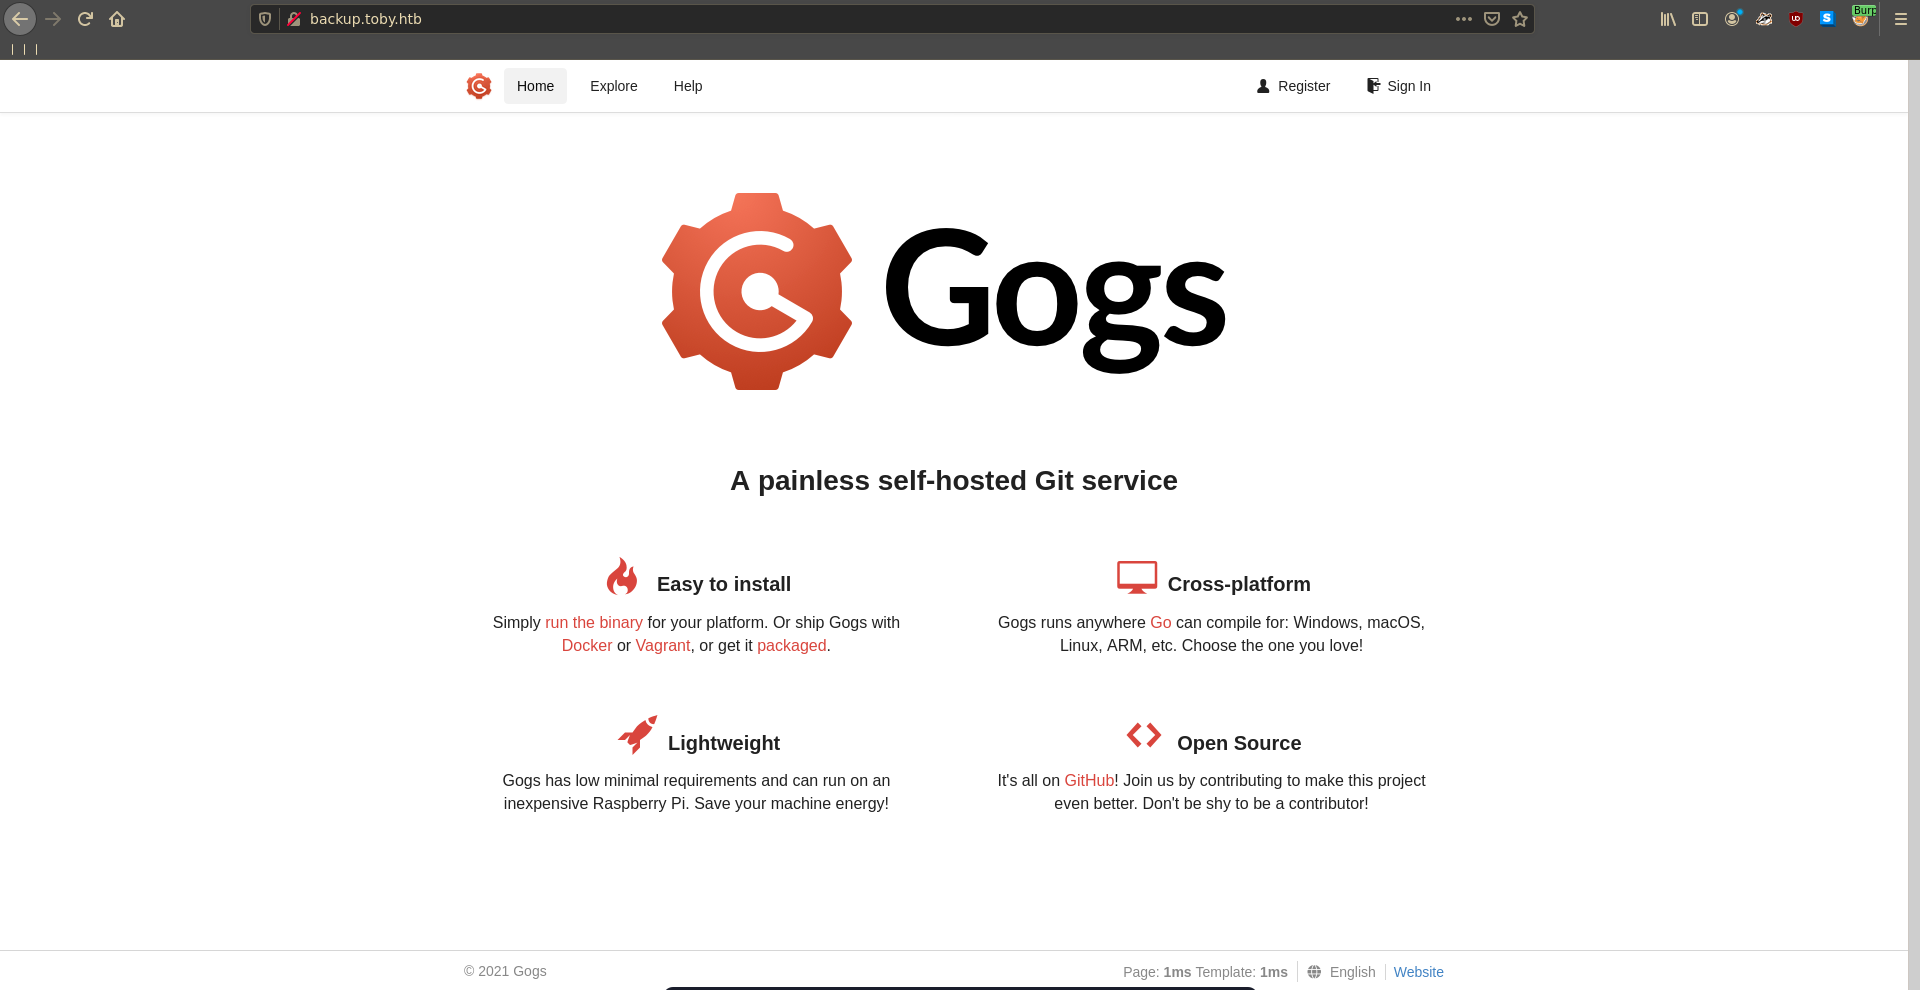 backup.toby.htb
Burp
Home Explore Help Register Sign In
Gogs
A painless self-hosted Git service
Easy to install
Simply run the binary for your platform. Or ship Gogs with
Docker or Vagrant, or get it packaged.
Cross-platform
Gogs runs anywhere Go can compile for: Windows, macOS,
Linux, ARM, etc. Choose the one you love!
Lightweight
Gogs has low minimal requirements and can run on an
inexpensive Raspberry Pi. Save your machine energy!
Open Source
It's all on GitHub! Join us by contributing to make this project
even better. Don't be shy to be a contributor!
© 2021 Gogs
Page: 1ms Template: 1ms English Website